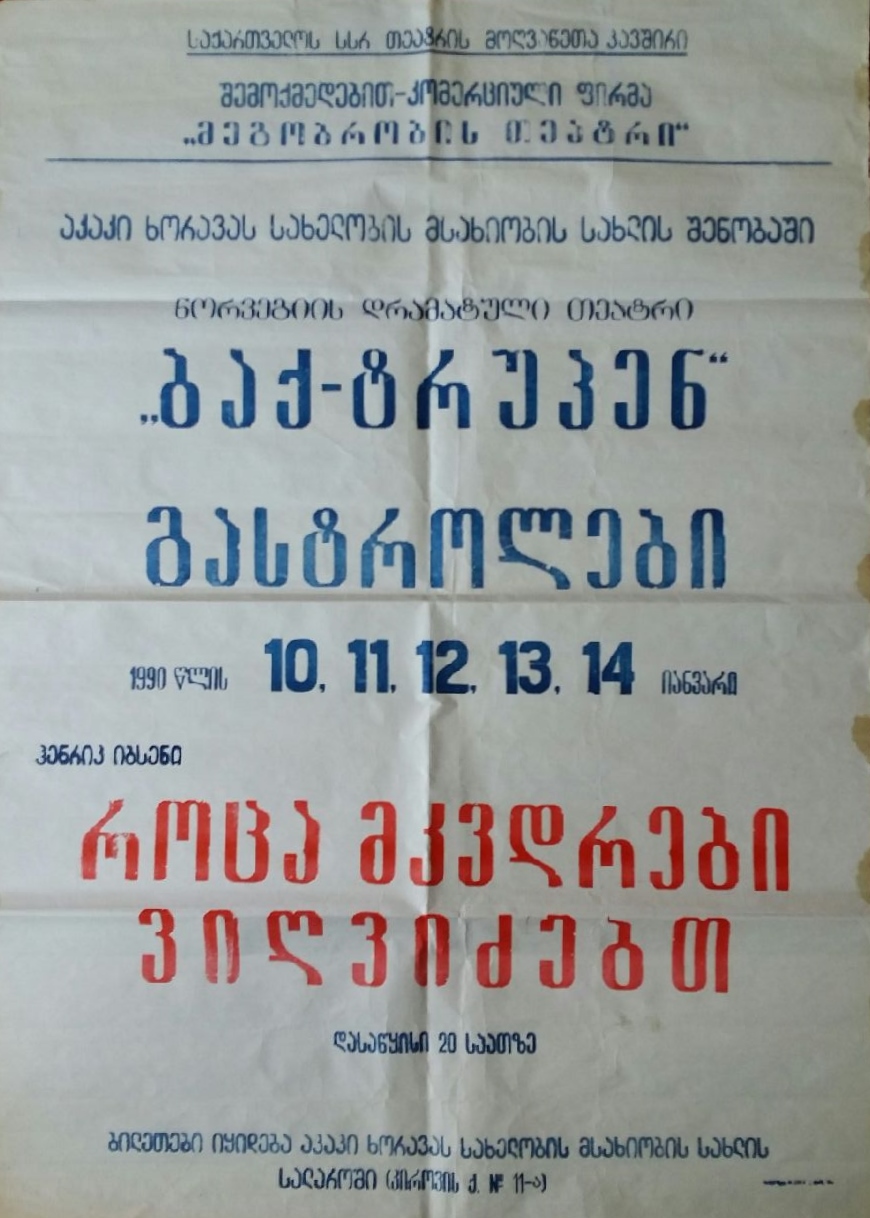 საქართველოს სსრ თეატრის მოღვაწეთა კავშირი
შემოქმედებით-კომერციული ფირმა
„მეგობრობის თეატრი“
აკაკი ხორავას სახელობის მსახიობის სახლის შენობაში
ნორვეგიის დრამატული თეატრი
„ბაქ-ტრუპენ“
გასტროლები
1990 წლის 10, 11, 12, 13, 14 იანვარი
ჰენრიკ იბსენი
როცა მკვდრები
ვიღვიძებთ
დასაწყისი 20 საათზე
ბილეთები იყიდება აკაკი ხორავას სახელობის მსახიობის სახლის
სალაროში (კიროვის ქ. № 11-ა)